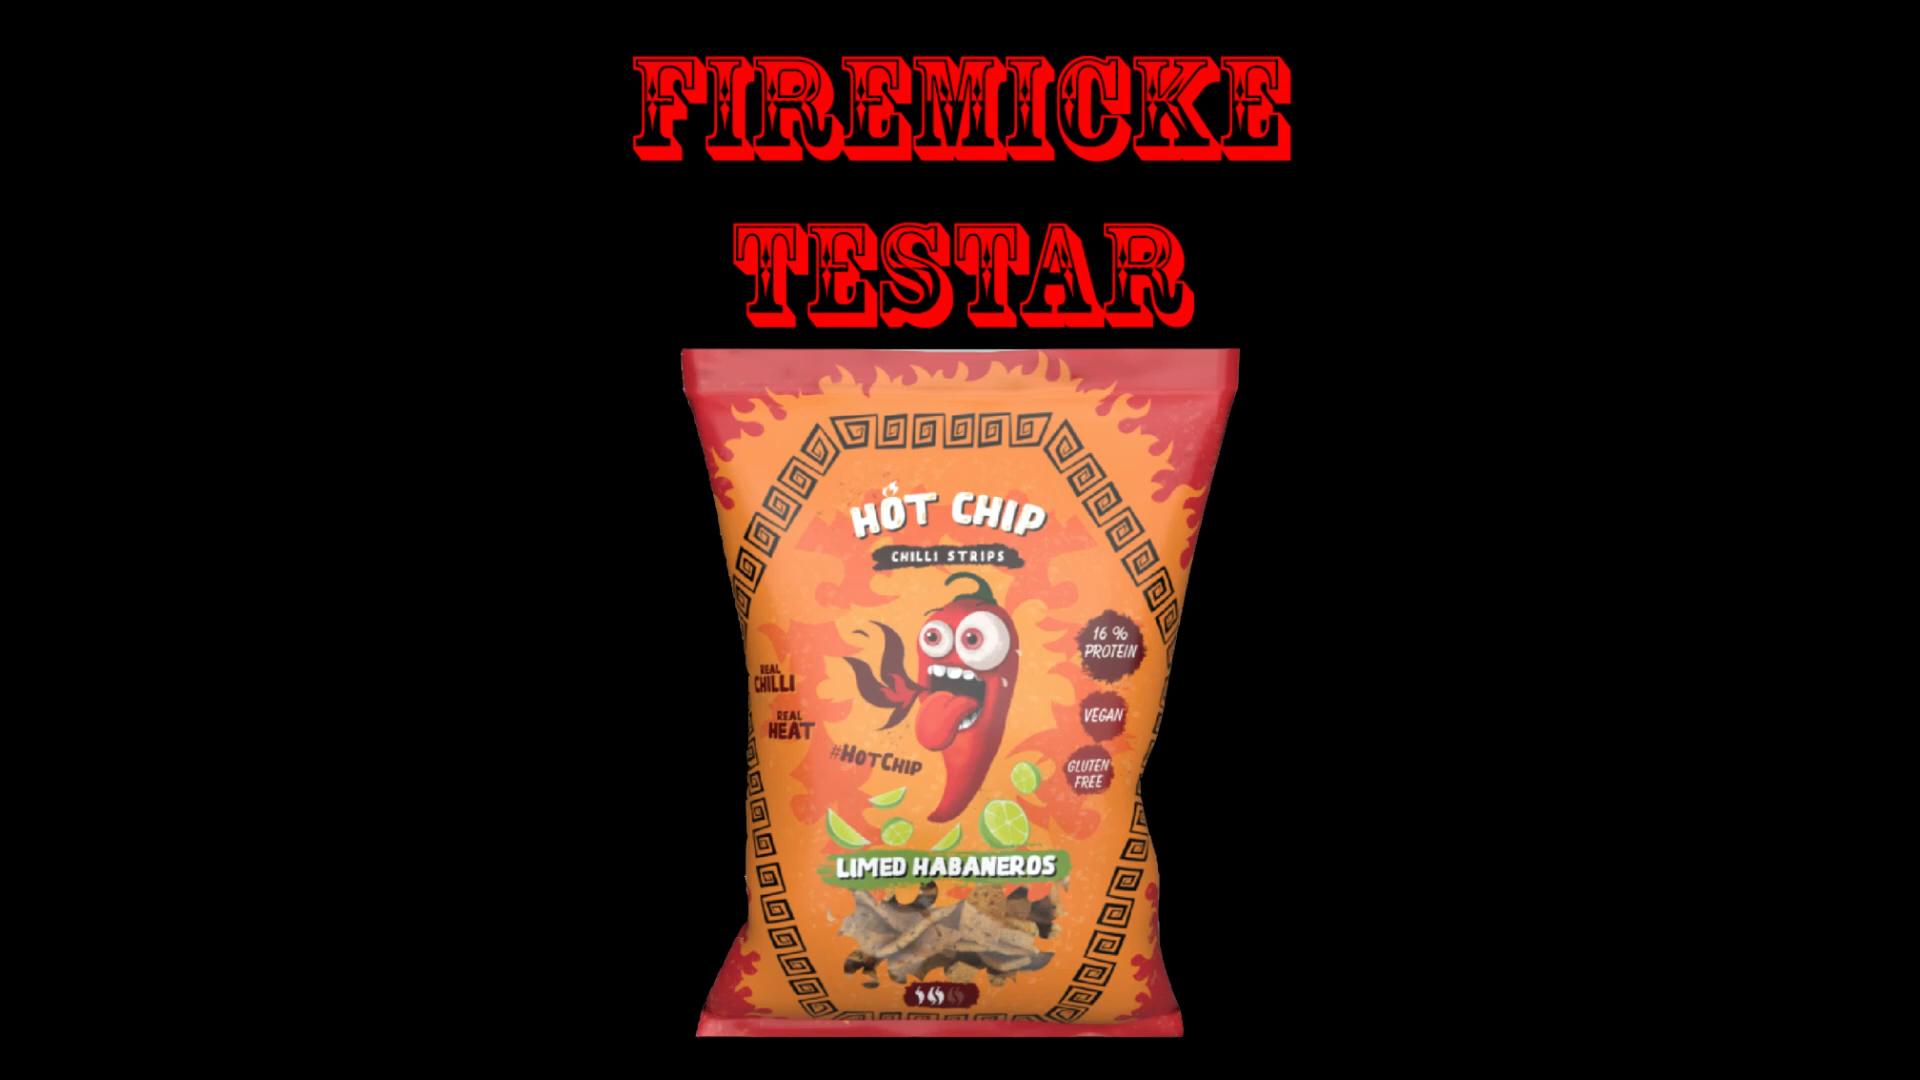 FIREMICKE
TESTAR
HOT CHIP
CHILLI STRIPS
16 %
PROTEIN
REAL
CHILLI
REAL
HEAT
VEGAN
#HOTCHIP
GLUTEN
FREE
LIMED HABANEROS